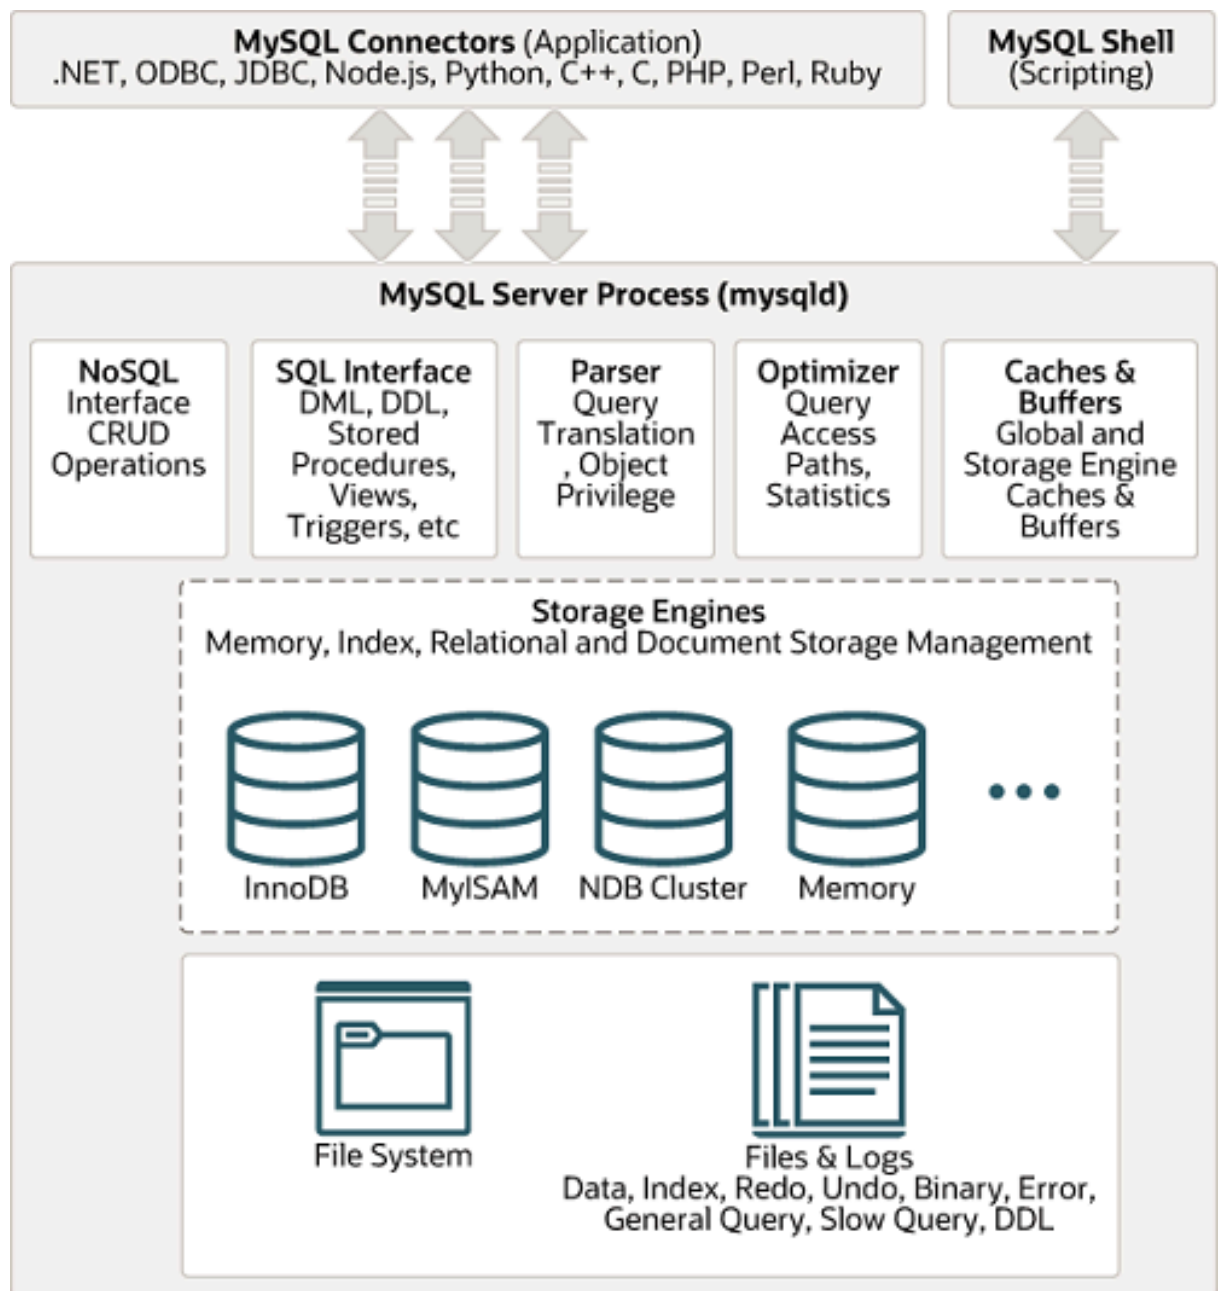 MySQL Connectors (Application)
.NET, ODBC, JDBC, Node.js, Python, C++, C, PHP, Perl, Ruby
MySQL Shell
(Scripting)
MySQL Server Process (mysqld)
NoSQL
Interface
CRUD
Operations
SQL Interface
DML, DDL,
Stored
Procedures,
Views,
Triggers, etc
Parser
Query
Translation
, Object
Privilege
Optimizer
Query
Access
Paths,
Statistics
Caches &
Buffers
Global and
Storage Engine
Caches &
Buffers
Storage Engines
Memory, Index, Relational and Document Storage Management
InnoDB
MyISAM
NDB Cluster
Memory
File System
Files & Logs
Data, Index, Redo, Undo, Binary, Error,
General Query, Slow Query, DDL